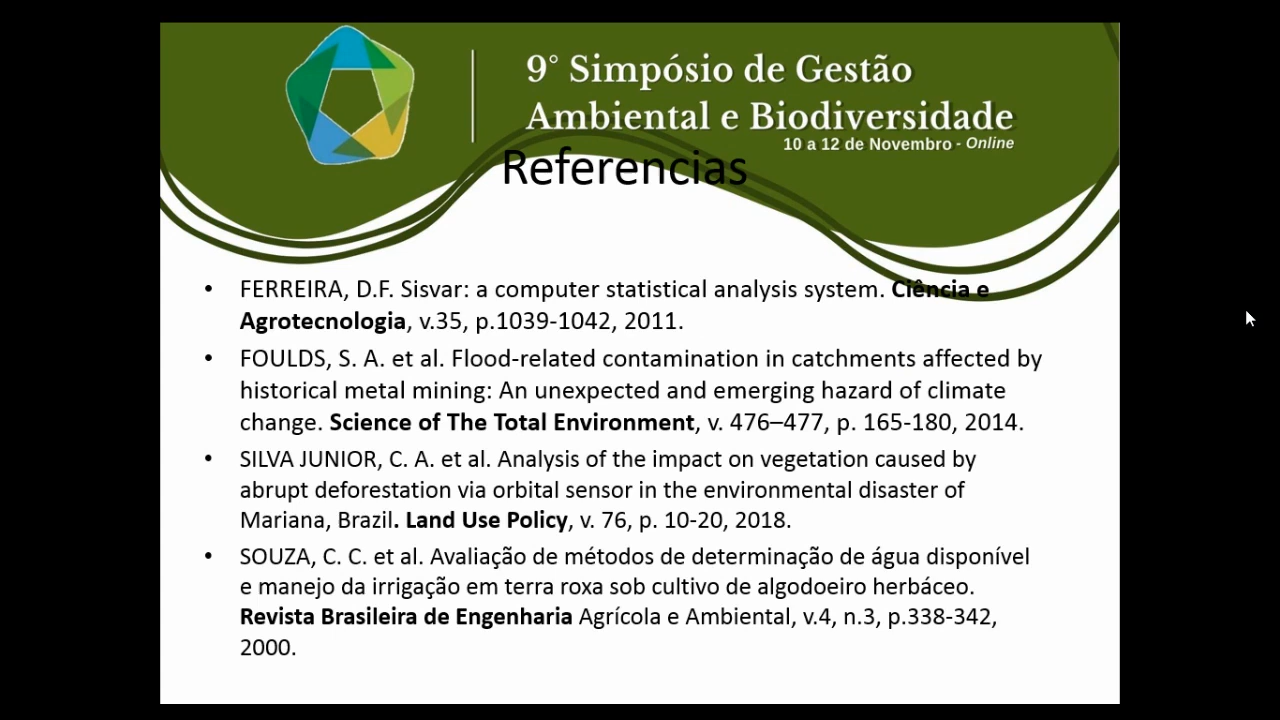 9° Simpósio de Gestão
Ambiental e Biodiversidade
10 a 12 de Novembro - Online
Referencias
• FERREIRA, D.F. Sisvar: a computer statistical analysis system. Ciência e
Agrotecnologia, v.35, p.1039-1042, 2011.
• FOULDS, S. A. et al. Flood-related contamination in catchments affected by
historical metal mining: An unexpected and emerging hazard of climate
change. Science of The Total Environment, v. 476–477, p. 165-180, 2014.
• SILVA JUNIOR, C. A. et al. Analysis of the impact on vegetation caused by
abrupt deforestation via orbital sensor in the environmental disaster of
Mariana, Brazil. Land Use Policy, v. 76, p. 10-20, 2018.
• SOUZA, C. C. et al. Avaliação de métodos de determinação de água disponível
e manejo da irrigação em terra roxa sob cultivo de algodoeiro herbáceo.
Revista Brasileira de Engenharia Agrícola e Ambiental, v.4, n.3, p.338-342,
2000.